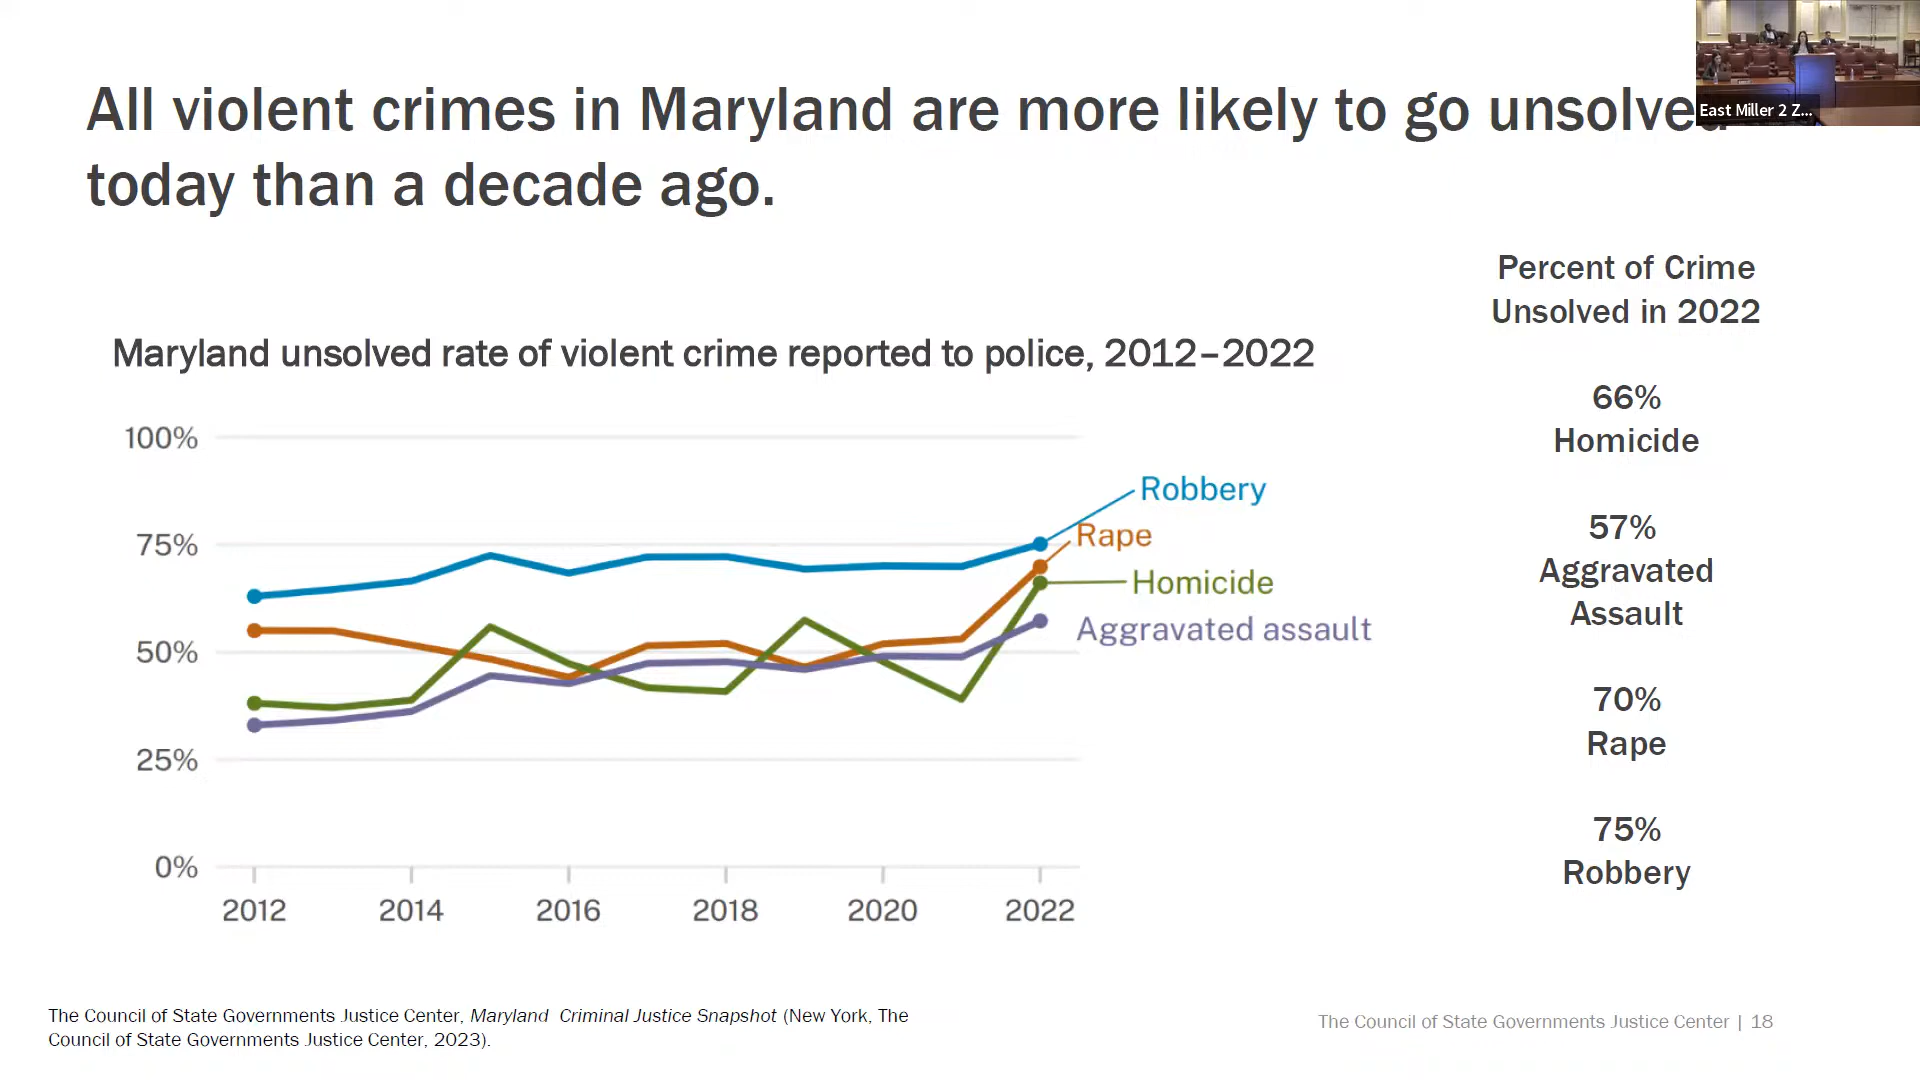 All violent crimes in Maryland are more likely to go unsolved
today than a decade ago.
East Miller 2 Z...
Percent of Crime
Unsolved in 2022
66%
Homicide
57%
Aggravated
Assault
70%
Rape
75%
Robbery
Maryland unsolved rate of violent crime reported to police, 2012–2022
100%
75%
50%
25%
0%
Robbery
Rape
Homicide
Aggravated assault
2012 2014 2016 2018 2020 2022
The Council of State Governments Justice Center, Maryland Criminal Justice Snapshot (New York, The
Council of State Governments Justice Center, 2023).
The Council of State Governments Justice Center | 18